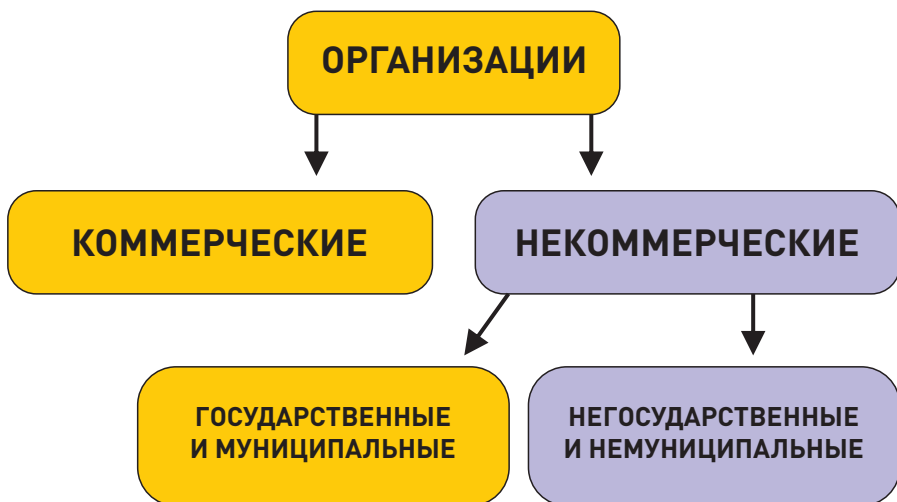 ОРГАНИЗАЦИИ
КОММЕРЧЕСКИЕ
НЕКОММЕРЧЕСКИЕ
ГОСУДАРСТВЕННЫЕ
И МУНИЦИПАЛЬНЫЕ
НЕГОСУДАРСТВЕННЫЕ
И НЕМУНИЦИПАЛЬНЫЕ